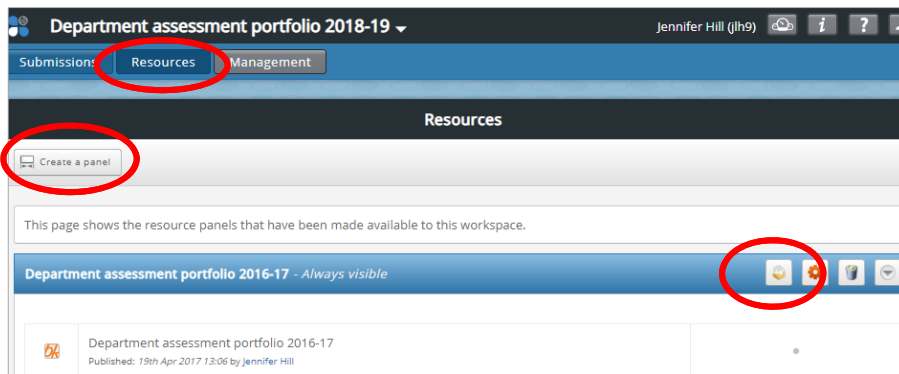 Department assessment portfolio 2018-19
Jennifer Hill (jlh9)
i
?
Submissions Resources Management
Resources
Create a panel
This page shows the resource panels that have been made available to this workspace.
Department assessment portfolio 2016-17 - Always visible
Department assessment portfolio 2016-17
Published: 19th Apr 2017 13:06 by Jennifer Hill